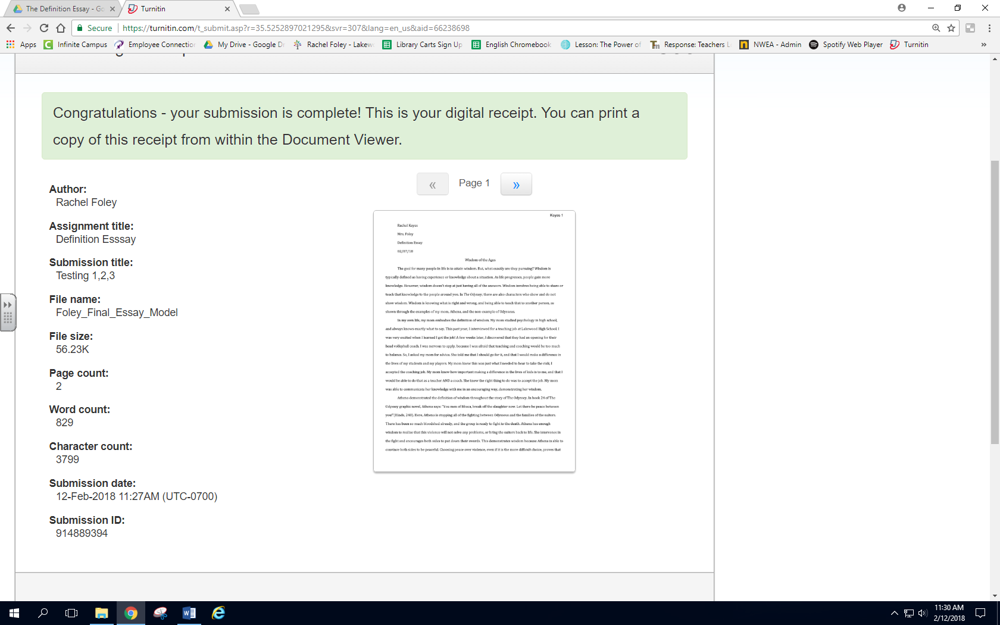 The Definition Essay - Go
Turnitin
Secure
https://turnitin.com/t_submit.asp?r=35.5252897021295&svr=307&lang=en_us&aid=66238698
Apps
Infinite Campus
Employee Connection
My Drive - Google Dr
Rachel Foley - Lakewo
Library Carts Sign Up
English Chromebook
Lesson: The Power of
Tm
Response: Teachers L
NWEA - Admin
Spotify Web Player
Turnitin
»
Congratulations - your submission is complete! This is your digital receipt. You can print a
copy of this receipt from within the Document Viewer.
Author:
Rachel Foley
Assignment title:
Definition Esssay
Submission title:
Testing 1,2,3
File name:
Foley_Final_Essay_Model
File size:
56.23K
Page count:
2
Word count:
829
Character count:
3799
Submission date:
12-Feb-2018 11:27AM (UTC-0700)
Submission ID:
914889394
« Page 1 »
Keyes 1
Rachel Keyes
Mrs. Foley
Definition Essay
02/07/18
Wisdom of the Ages
The goal for many people in life is to attain wisdom. But, what exactly are they pursuing? Wisdom is
typically defined as having experience or knowledge about a situation. As life progresses, people gain more
knowledge. However, wisdom doesn't stop at just having all of the answers. Wisdom involves being able to share or
teach that knowledge to the people around you. In The Odyssey, there are also characters who show and do not
show wisdom. Wisdom is knowing what is right and wrong, and being able to teach that to another person, as
shown through the examples of my mom, Athena, and the non-example of Odysseus.
In my own life, my mom embodies the definition of wisdom. My mom studied psychology in high school,
and always knows exactly what to say. This past year, I interviewed for a teaching job at Lakewood High School. I
was very excited when I learned I got the job! A few weeks later, I discovered that they had an opening for their
head volleyball coach. I was nervous to apply, because I was afraid that teaching and coaching would be too much
to balance. So, I asked my mom for advice. She told me that I should go for it, and that I would make a difference in
the lives of my students and my players. My mom knew this was just what I needed to hear to take the risk; I
accepted the coaching job. My mom knew how important making a difference in the lives of kids is to me, and that I
would be able to do that as a teacher AND a coach. She knew the right thing to do was to accept the job. My mom
was able to communicate her knowledge with me in an encouraging way, demonstrating her wisdom.
Athena demonstrated the definition of wisdom throughout the story of The Odyssey. In book 24 of The
Odyssey graphic novel, Athena says: "You men of Ithaca, break off the slaughter now. Let there be peace between
you!"(Hinds, 248). Here, Athena is stopping all of the fighting between Odysseus and the families of the suitors.
There has been so much bloodshed already, and the group is ready to fight to the death. Athena has enough
wisdom to realize that this violence will not solve any problems, or bring the suitors back to life. She intervenes in
the fight and encourages both sides to put down their swords. This demonstrates wisdom because Athena is able to
convince both sides to be peaceful. Choosing peace over violence, even if it is the more difficult choice, proves that
11:30 AM
2/12/2018